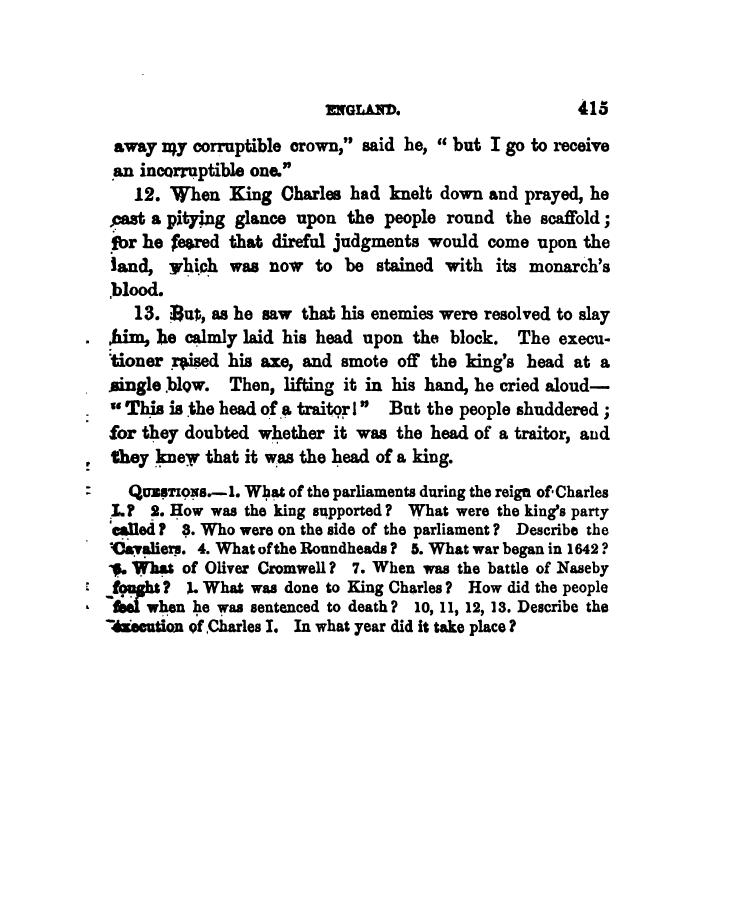 ENGLAND. 415
away my corruptible crown," said he, " but I go to receive
an incorruptible one."
12. When King Charles had knelt down and prayed, he
cast a pitying glance upon the people round the scaffold;
for he feared that direful judgments would come upon the
land, which was now to be stained with its monarch's
blood.
13. But, as he saw that his enemies were resolved to slay
him, he calmly laid his head upon the block. The execu-
tioner raised his axe, and smote off the king's head at a
single blow. Then, lifting it in his hand, he cried aloud—
" This is the head of a traitor!" But the people shuddered;
for they doubted whether it was the head of a traitor, and
they knew that it was the head of a king.
QUESTIONS.—1. What of the parliaments during the reign of Charles
I.? 2. How was the king supported? What were the king's party
called? 3. Who were on the side of the parliament? Describe the
Cavaliers. 4. What of the Roundheads? 5. What war began in 1642?
6. What of Oliver Cromwell? 7. When was the battle of Naseby
fought? 1. What was done to King Charles? How did the people
feel when he was sentenced to death? 10, 11, 12, 13. Describe the
execution of Charles I. In what year did it take place?